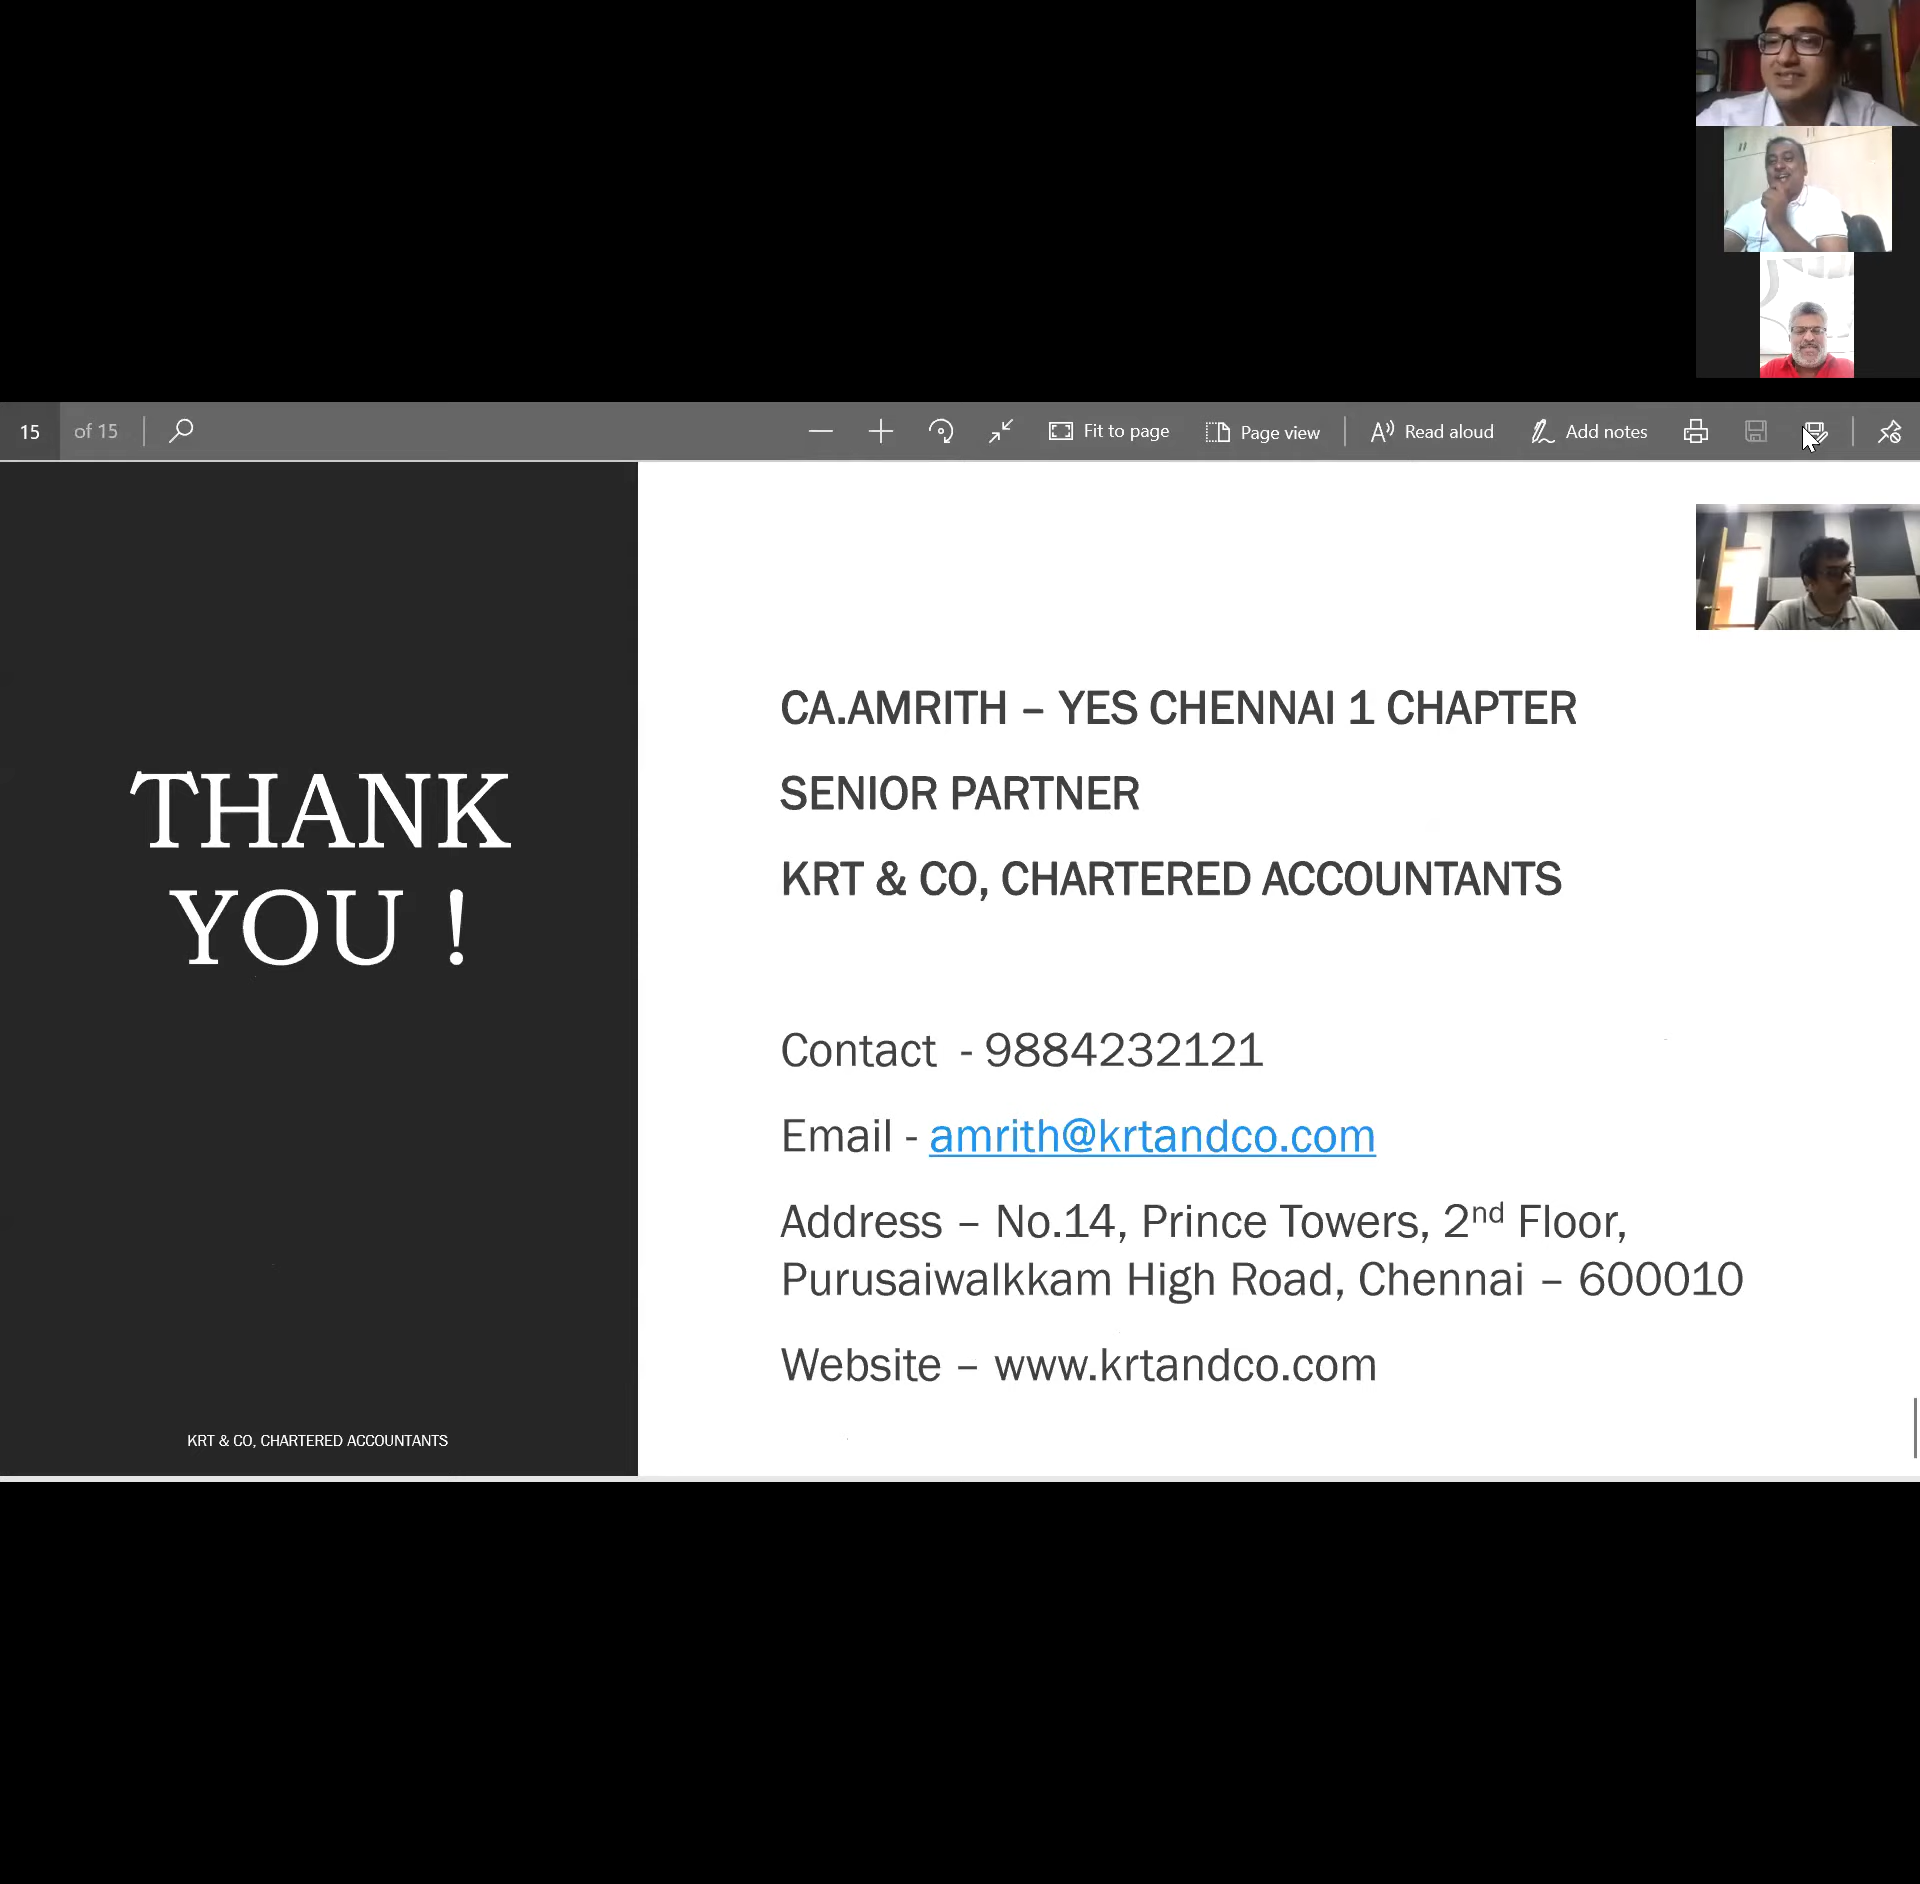 15 of 15 Fit to page Page view Read aloud Add notes
THANK
YOU !
KRT & CO, CHARTERED ACCOUNTANTS
CA.AMRITH – YES CHENNAI 1 CHAPTER
SENIOR PARTNER
KRT & CO, CHARTERED ACCOUNTANTS
Contact - 9884232121
Email - amrith@krtandco.com
Address – No.14, Prince Towers, 2nd Floor,
Purusaiwalkkam High Road, Chennai – 600010
Website – www.krtandco.com